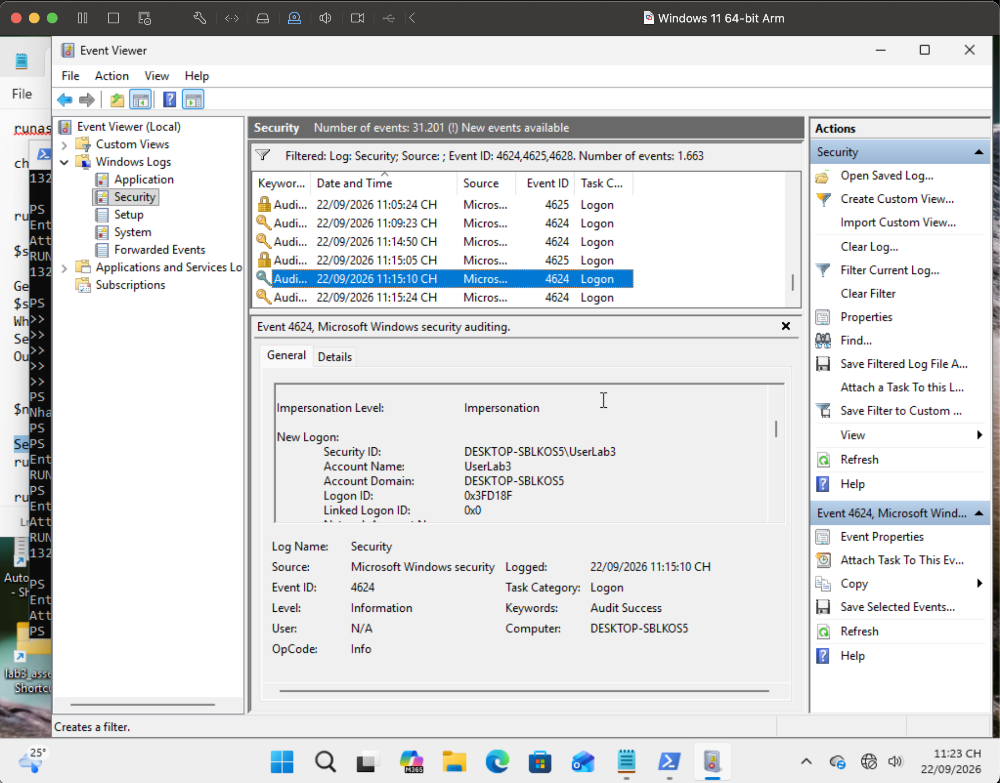 Windows 11 64-bit Arm
Event Viewer
File Action View Help
File
runas
ch
132
PS
ru
Ent
Att
$s
RUN
132
Ge
$s
PS
Wh
>>
Se
>>
Ou
>>
>>
>>
PS
$n
Nha
PS
Se
PS
ru
Ent
RUN
PS
ru
Ent
Att
RUN
132
Auto
- Sh
PS
Ent
Att
PS
lab3_asse
Shortcu
Event Viewer (Local)
Custom Views
Windows Logs
Application
Security
Setup
System
Forwarded Events
Applications and Services Lo
Subscriptions
Security Number of events: 31.201 (!) New events available
Filtered: Log: Security; Source: ; Event ID: 4624,4625,4628. Number of events: 1.663
Keywor... Date and Time Source Event ID Task C...
Audi... 22/09/2026 11:05:24 CH Micros... 4625 Logon
Audi... 22/09/2026 11:09:23 CH Micros... 4624 Logon
Audi... 22/09/2026 11:14:50 CH Micros... 4624 Logon
Audi... 22/09/2026 11:15:05 CH Micros... 4625 Logon
Audi... 22/09/2026 11:15:10 CH Micros... 4624 Logon
Audi... 22/09/2026 11:15:24 CH Micros... 4624 Logon
Event 4624, Microsoft Windows security auditing.
General Details
Impersonation Level: Impersonation
New Logon:
Security ID: DESKTOP-SBLKOS5\UserLab3
Account Name: UserLab3
Account Domain: DESKTOP-SBLKOS5
Logon ID: 0x3FD18F
Linked Logon ID: 0x0
Log Name: Security
Source: Microsoft Windows security Logged: 22/09/2026 11:15:10 CH
Event ID: 4624 Task Category: Logon
Level: Information Keywords: Audit Success
User: N/A Computer: DESKTOP-SBLKOS5
OpCode: Info
Actions
Security
Open Saved Log...
Create Custom View...
Import Custom View...
Clear Log...
Filter Current Log...
Clear Filter
Properties
Find...
Save Filtered Log File A...
Attach a Task To this L...
Save Filter to Custom ...
View
Refresh
Help
Event 4624, Microsoft Wind...
Event Properties
Attach Task To This Ev...
Copy
Save Selected Events...
Refresh
Help
Creates a filter.
25°
M365
11:23 CH
22/09/2026